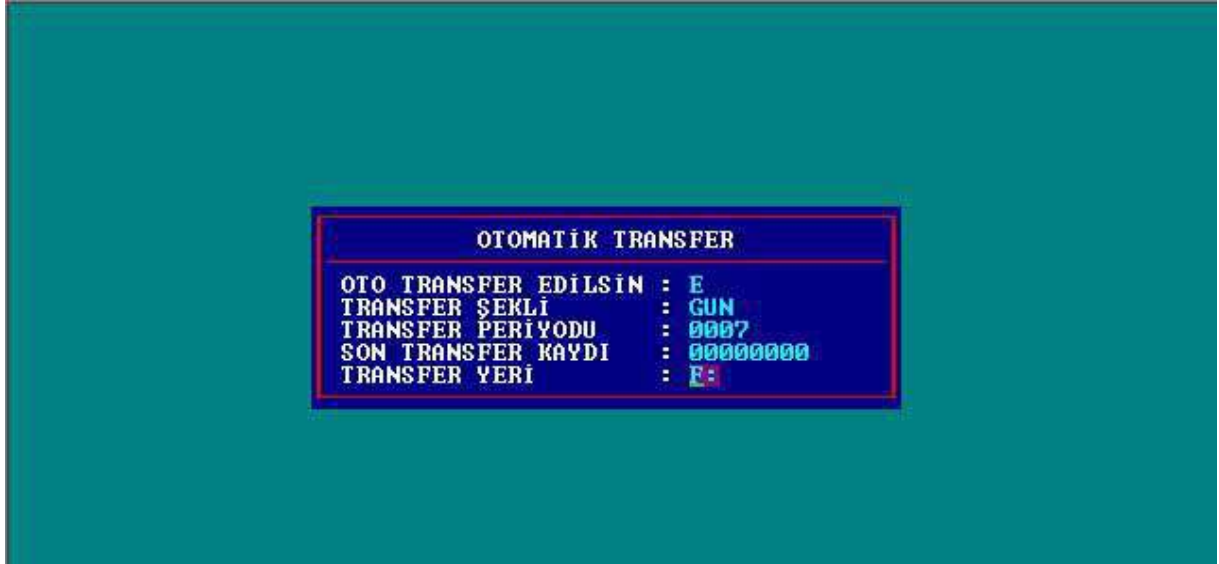 OTOMATİK TRANSFER
OTO TRANSFER EDİLSİN : E
TRANSFER ŞEKLİ : GUN
TRANSFER PERİYODU : 0007
SON TRANSFER KAYDI : 00000000
TRANSFER YERİ :